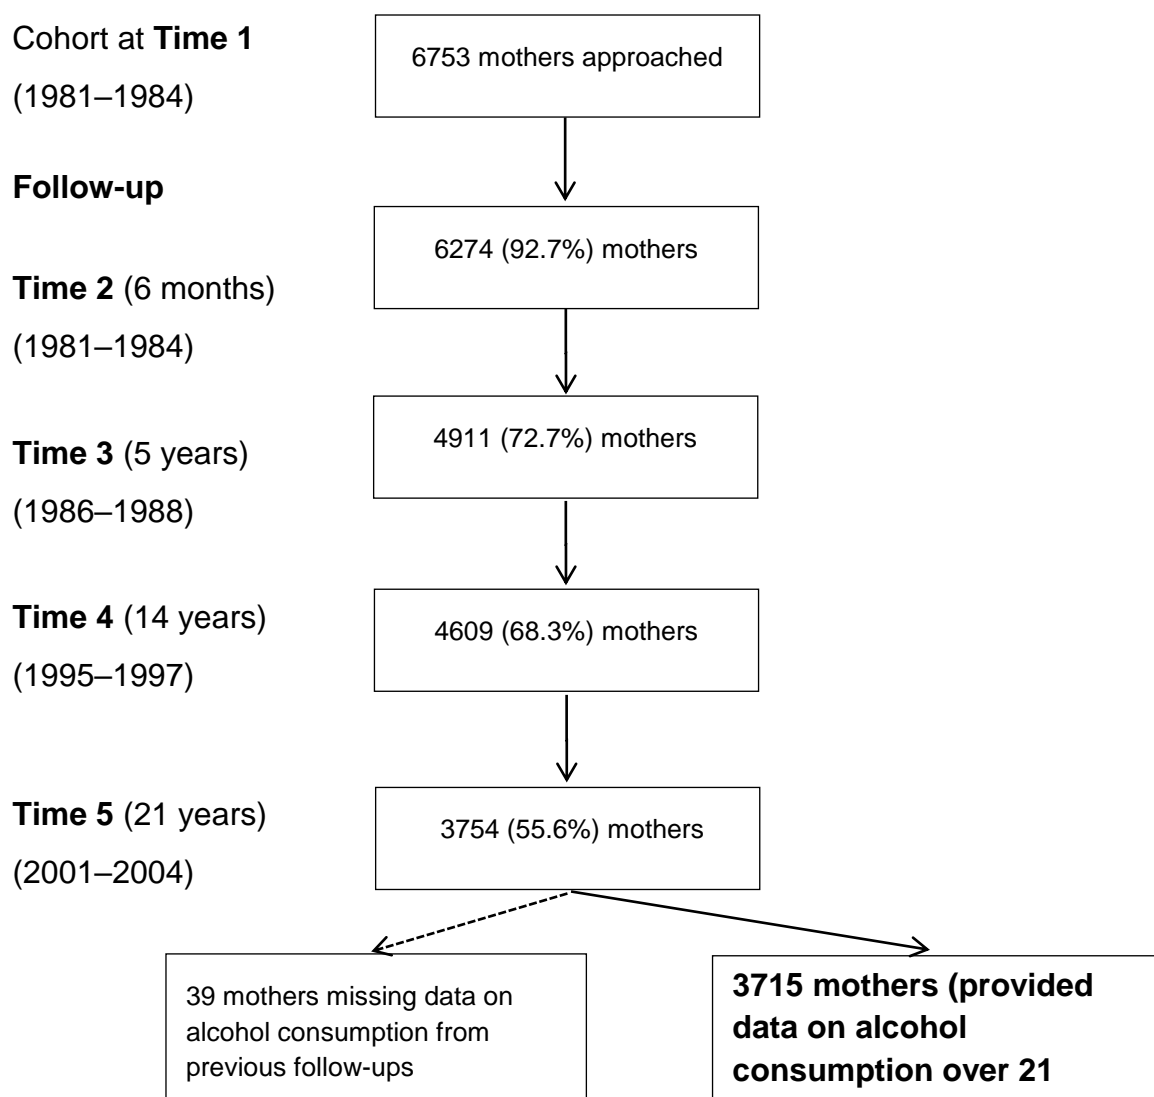 Cohort at Time 1
(1981–1984)
6753 mothers approached
Follow-up
6274 (92.7%) mothers
Time 2 (6 months)
(1981–1984)
4911 (72.7%) mothers
Time 3 (5 years)
(1986–1988)
4609 (68.3%) mothers
Time 4 (14 years)
(1995–1997)
3754 (55.6%) mothers
Time 5 (21 years)
(2001–2004)
39 mothers missing data on
alcohol consumption from
previous follow-ups
3715 mothers (provided
data on alcohol
consumption over 21